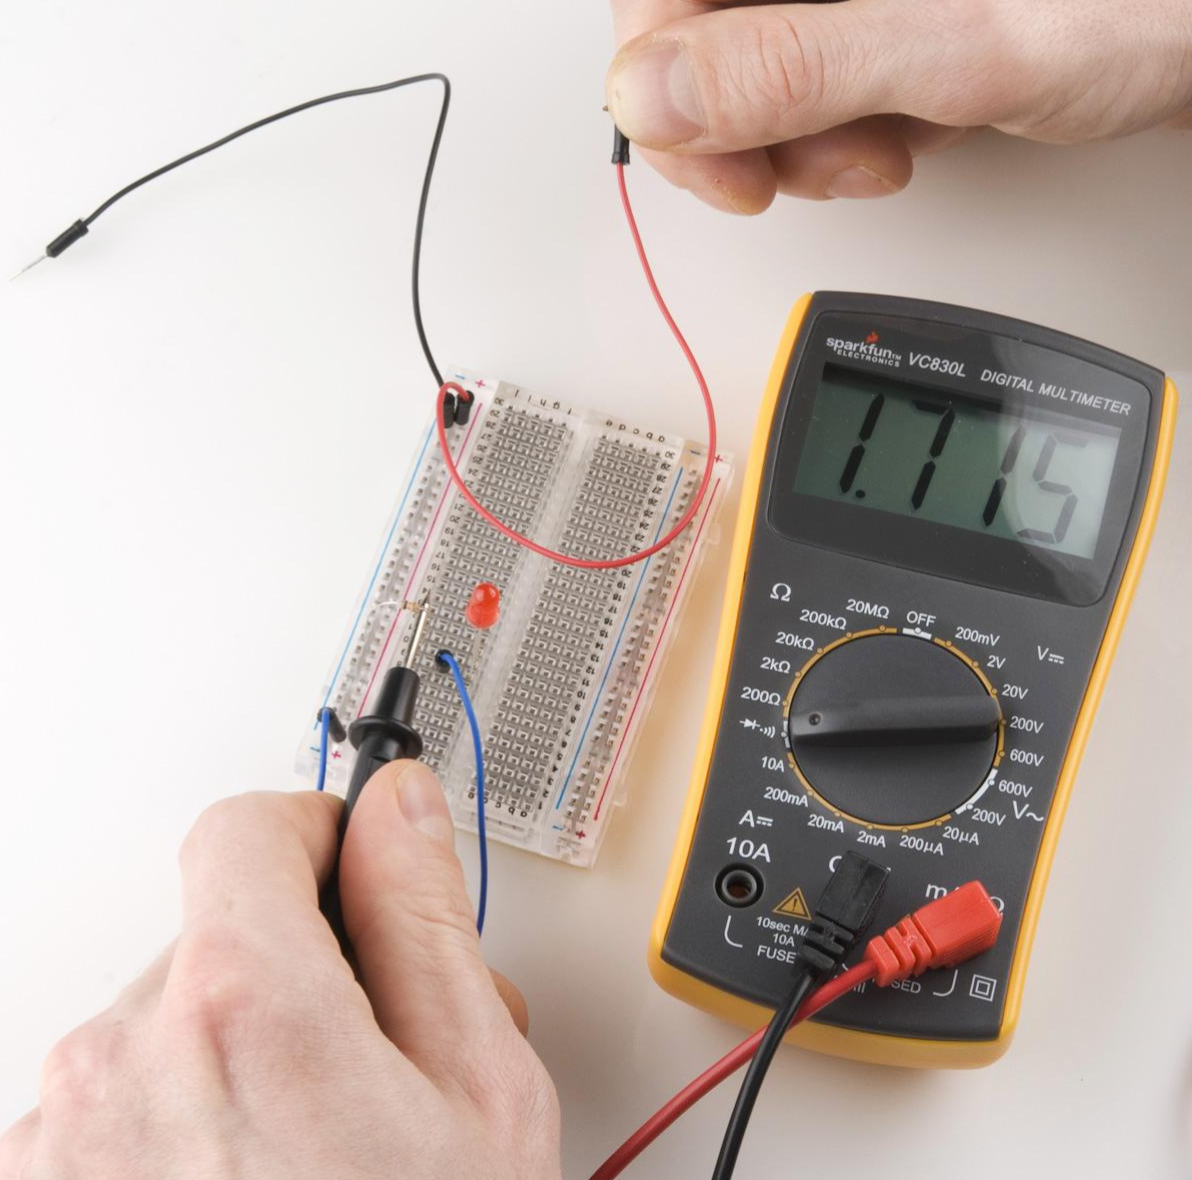 sparkfun™
ELECTRONICS
VC830L
DIGITAL MULTIMETER
1.715
Ω
20MΩ
OFF
200kΩ
200mV
V
20kΩ
2V
2kΩ
20V
200Ω
200V
600V
10A
600V
200mA
200V
V~
20mA
2mA
200µA
20µA
A
10A
10sec
10A
FUSE